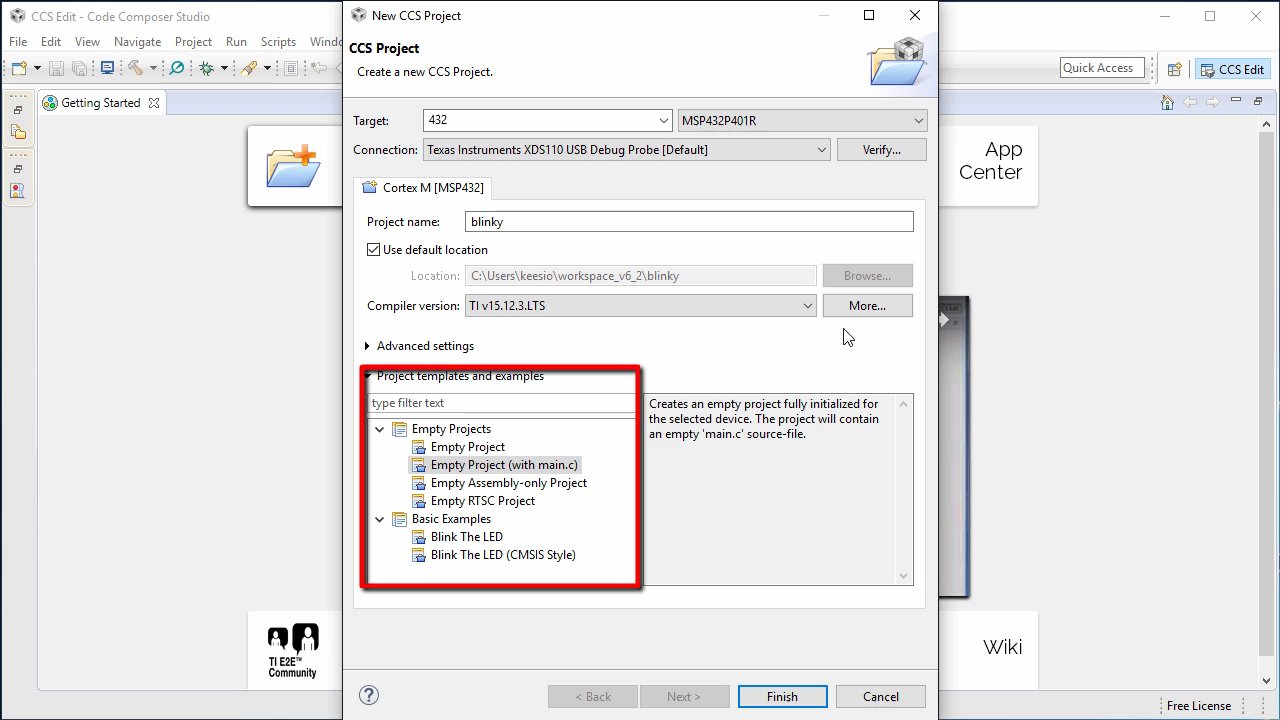 CCS Edit - Code Composer Studio
File Edit View Navigate Project Run Scripts Windo
Quick Access
CCS Edit
Getting Started
App
Center
TI E2E™
Community
Wiki
Free License
New CCS Project
CCS Project
Create a new CCS Project.
Target: 432 MSP432P401R
Connection: Texas Instruments XDS110 USB Debug Probe [Default] Verify...
Cortex M [MSP432]
Project name: blinky
Use default location
Location: C:\Users\keesio\workspace_v6_2\blinky Browse...
Compiler version: TI v15.12.3.LTS More...
Advanced settings
Project templates and examples
type filter text
Empty Projects
Empty Project
Empty Project (with main.c)
Empty Assembly-only Project
Empty RTSC Project
Basic Examples
Blink The LED
Blink The LED (CMSIS Style)
Creates an empty project fully initialized for
the selected device. The project will contain
an empty 'main.c' source-file.
? < Back Next > Finish Cancel